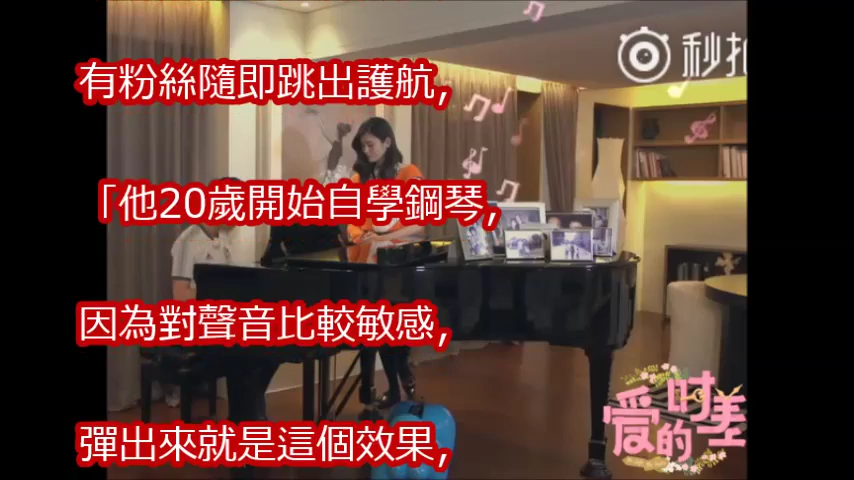 秒拍
有粉絲隨即跳出護航，
「他20歲開始自學鋼琴，
因為對聲音比較敏感，
彈出來就是這個效果，
爱的时差